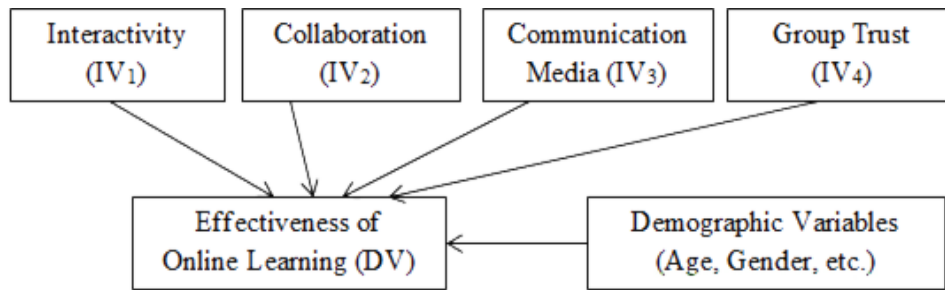 Interactivity
(IV₁)
Collaboration
(IV₂)
Communication
Media (IV₃)
Group Trust
(IV₄)
Effectiveness of
Online Learning (DV)
Demographic Variables
(Age, Gender, etc.)